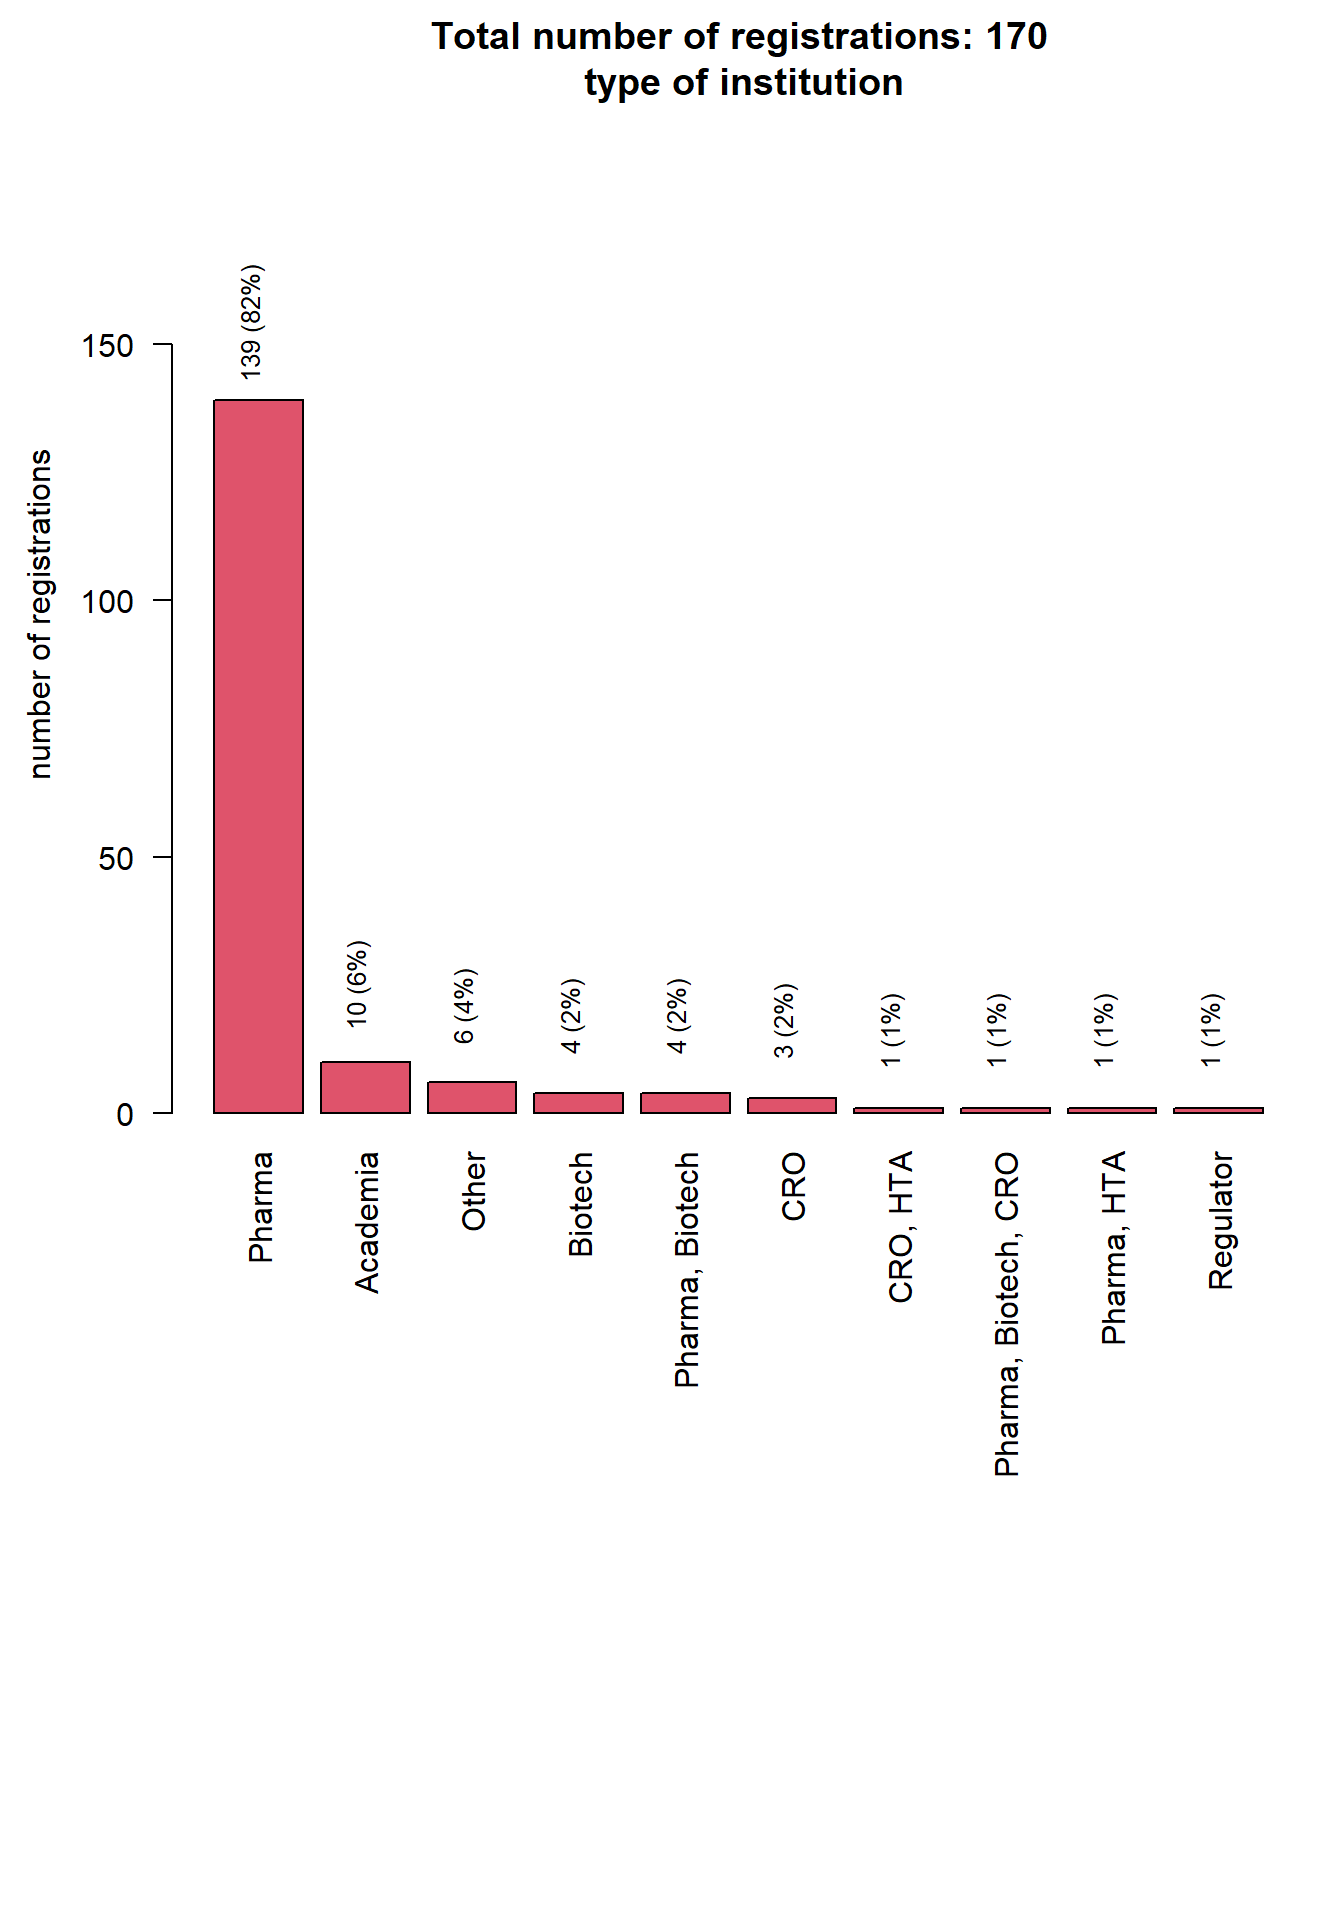 Total number of registrations: 170
type of institution
number of registrations
150
100
50
0
139 (82%)
10 (6%)
6 (4%)
4 (2%)
4 (2%)
3 (2%)
1 (1%)
1 (1%)
1 (1%)
1 (1%)
Pharma
Academia
Other
Biotech
Pharma, Biotech
CRO
CRO, HTA
Pharma, Biotech, CRO
Pharma, HTA
Regulator